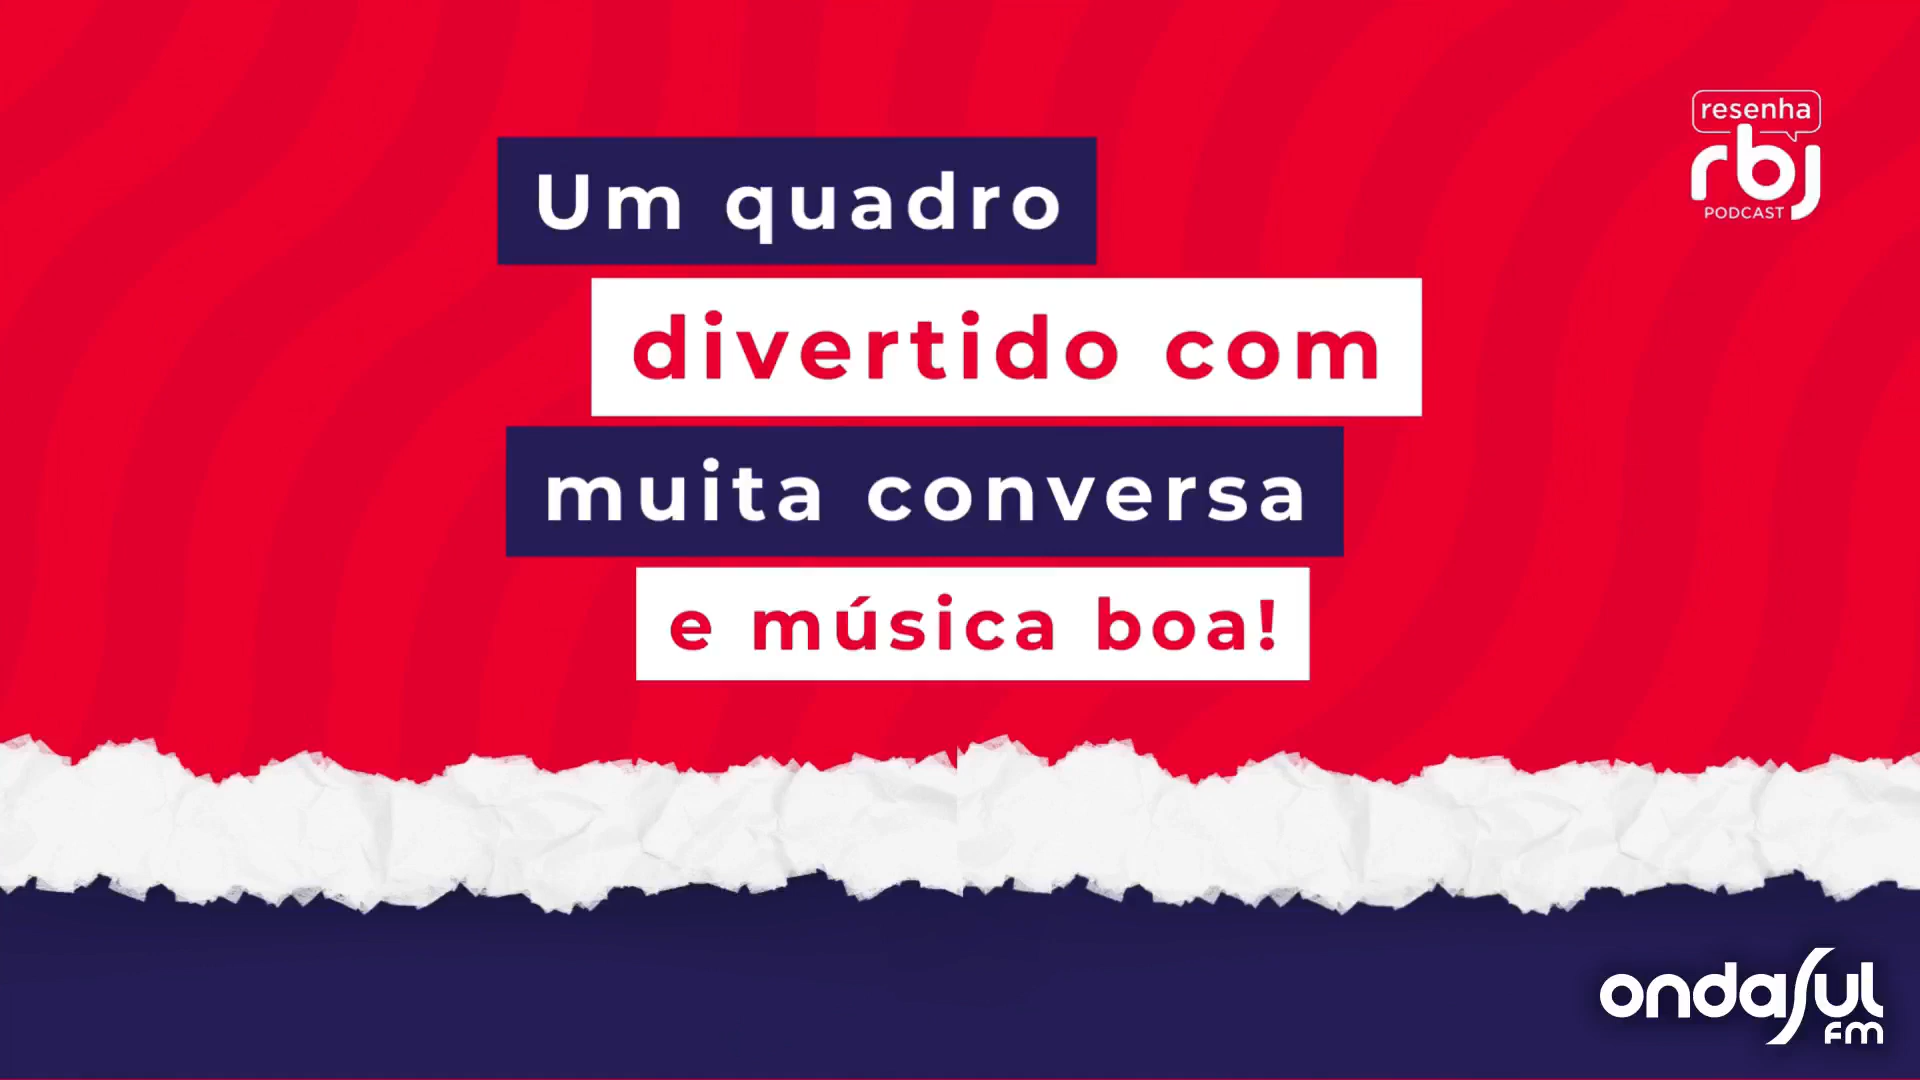 resenha
rbj
PODCAST
Um quadro
divertido com
muita conversa
e música boa!
ondasul
fm